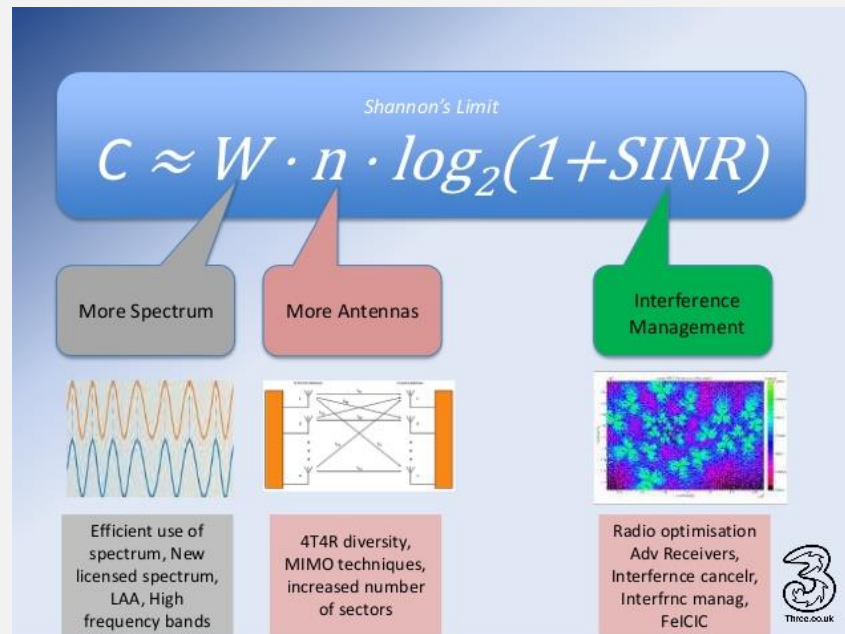 Shannon's Limit
C ≈ W · n · log₂(1+SINR)
More Spectrum
More Antennas
Interference
Management
Efficient use of
spectrum, New
licensed spectrum,
LAA, High
frequency bands
4T4R diversity,
MIMO techniques,
increased number
of sectors
Radio optimisation
Adv Receivers,
Interfernce cancelr,
Interfrnc manag,
FeICIC
Three.co.uk